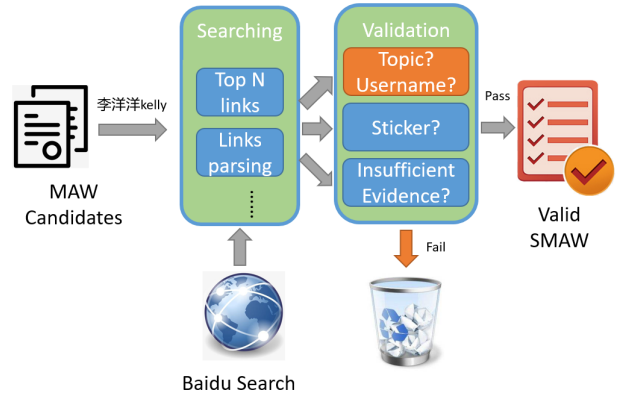 Searching
Validation
Top N
links
Links
parsing
......
Topic?
Username?
Sticker?
Insufficient
Evidence?
李洋洋kelly
MAW
Candidates
Pass
Valid
SMAW
Fail
Baidu Search